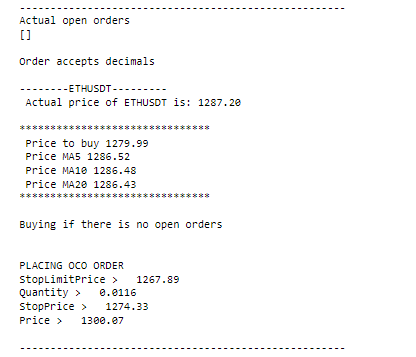 -----------------------------------------------------
Actual open orders
[]
Order accepts decimals
--------ETHUSDT---------
Actual price of ETHUSDT is: 1287.20
*******************************
Price to buy 1279.99
Price MA5 1286.52
Price MA10 1286.48
Price MA20 1286.43
*******************************
Buying if there is no open orders
PLACING OCO ORDER
StopLimitPrice > 1267.89
Quantity > 0.0116
StopPrice > 1274.33
Price > 1300.07
-----------------------------------------------------